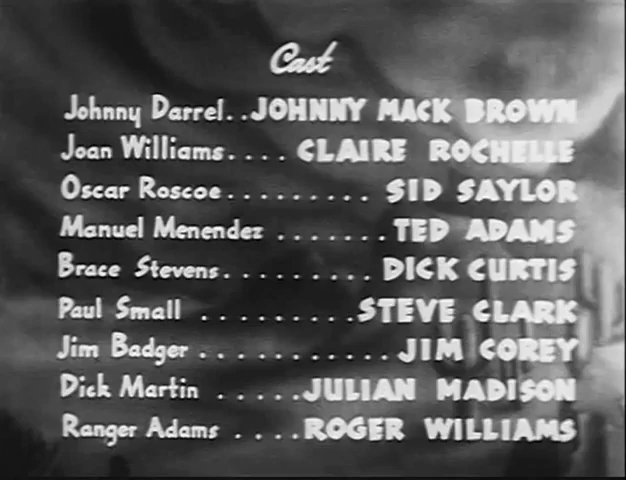 Cast
Johnny Darrel..JOHNNY MACK BROWN
Joan Williams.... CLAIRE ROCHELLE
Oscar Roscoe......... SID SAYLOR
Manuel Menendez .......TED ADAMS
Brace Stevens......... DICK CURTIS
Paul Small .........STEVE CLARK
Jim Badger ............JIM COREY
Dick Martin .....JULIAN MADISON
Ranger Adams ....ROGER WILLIAMS